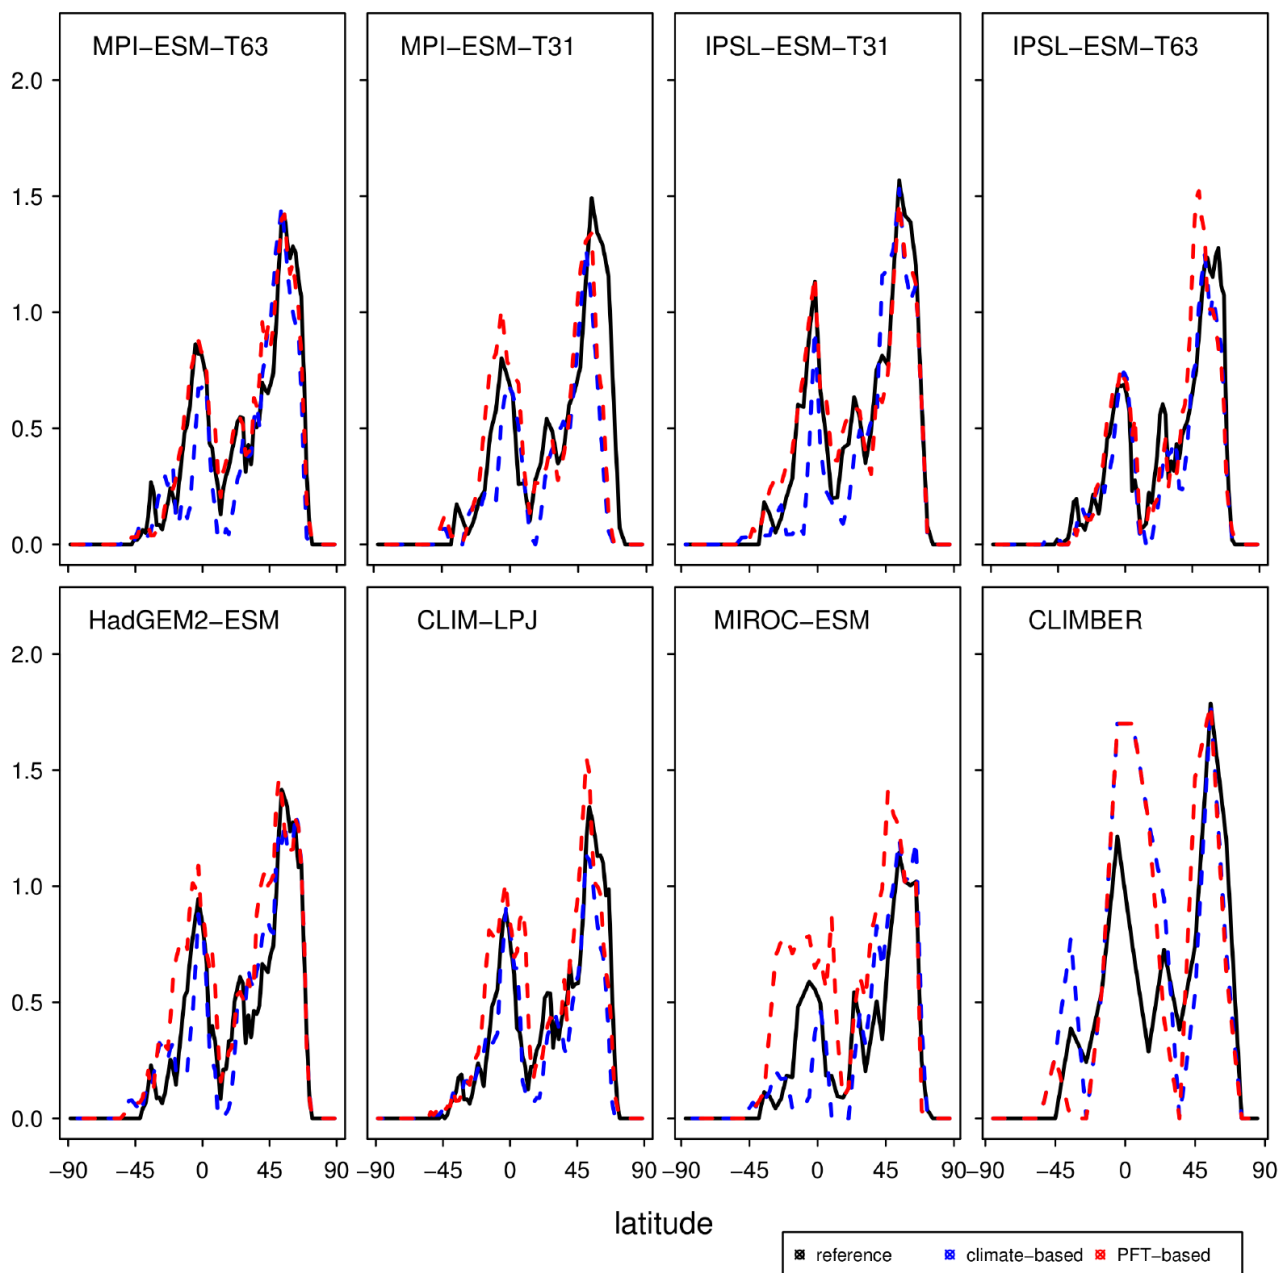 MPI−ESM−T63 MPI−ESM−T31 IPSL−ESM−T31 IPSL−ESM−T63
2.0
1.5
1.0
0.5
0.0
HadGEM2−ESM CLIM−LPJ MIROC−ESM CLIMBER
2.0
1.5
1.0
0.5
0.0
−90 −45 0 45 90 −90 −45 0 45 90 −90 −45 0 45 90 −90 −45 0 45 90
latitude
reference climate−based PFT−based